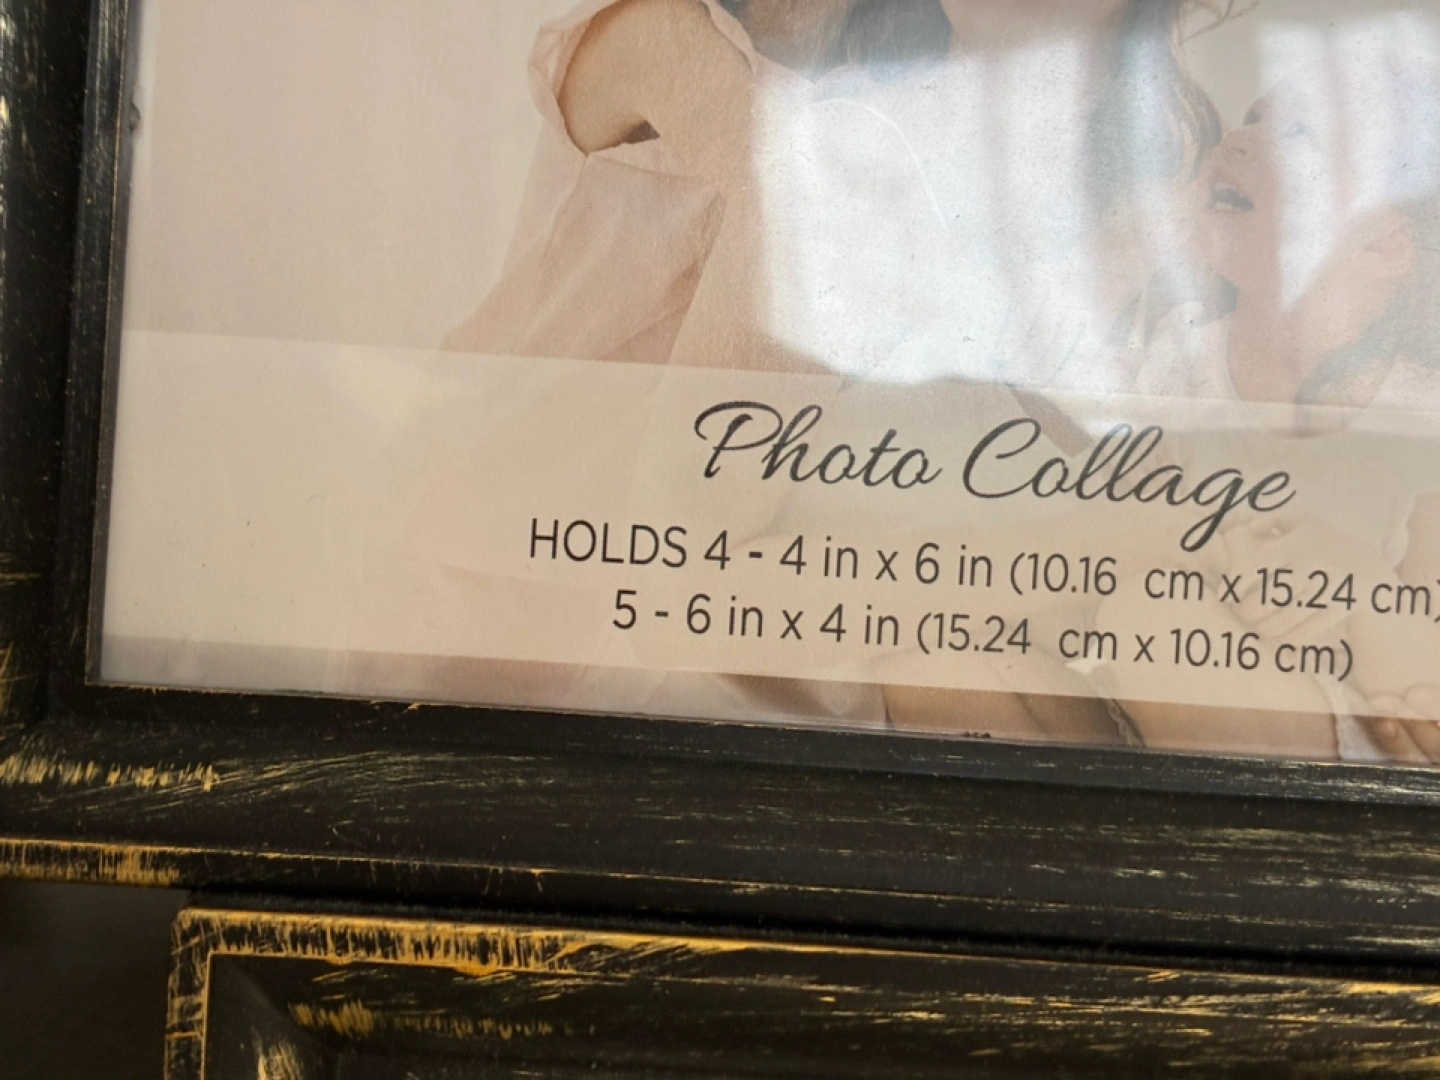 Photo Collage
HOLDS 4 - 4 in x 6 in (10.16 cm x 15.24 cm)
5 - 6 in x 4 in (15.24 cm x 10.16 cm)